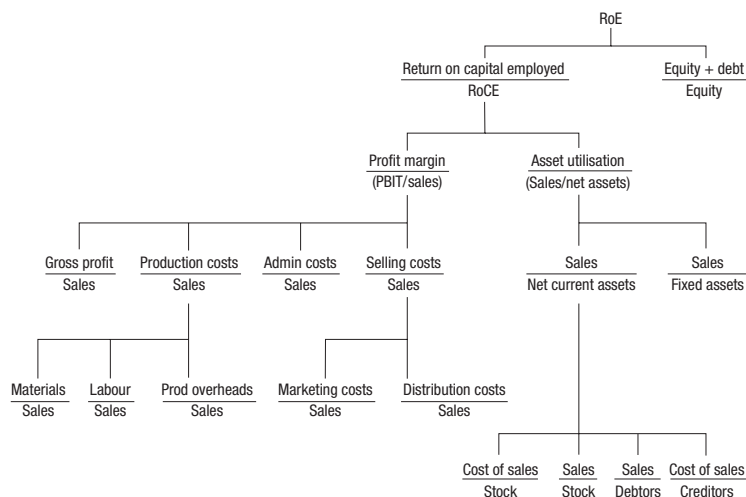 RoE
Return on capital employed
RoCE
Equity + debt
Equity
Profit margin
(PBIT/sales)
Asset utilisation
(Sales/net assets)
Gross profit
Sales
Production costs
Sales
Admin costs
Sales
Selling costs
Sales
Sales
Net current assets
Sales
Fixed assets
Materials
Sales
Labour
Sales
Prod overheads
Sales
Marketing costs
Sales
Distribution costs
Sales
Cost of sales
Stock
Sales
Stock
Sales
Debtors
Cost of sales
Creditors